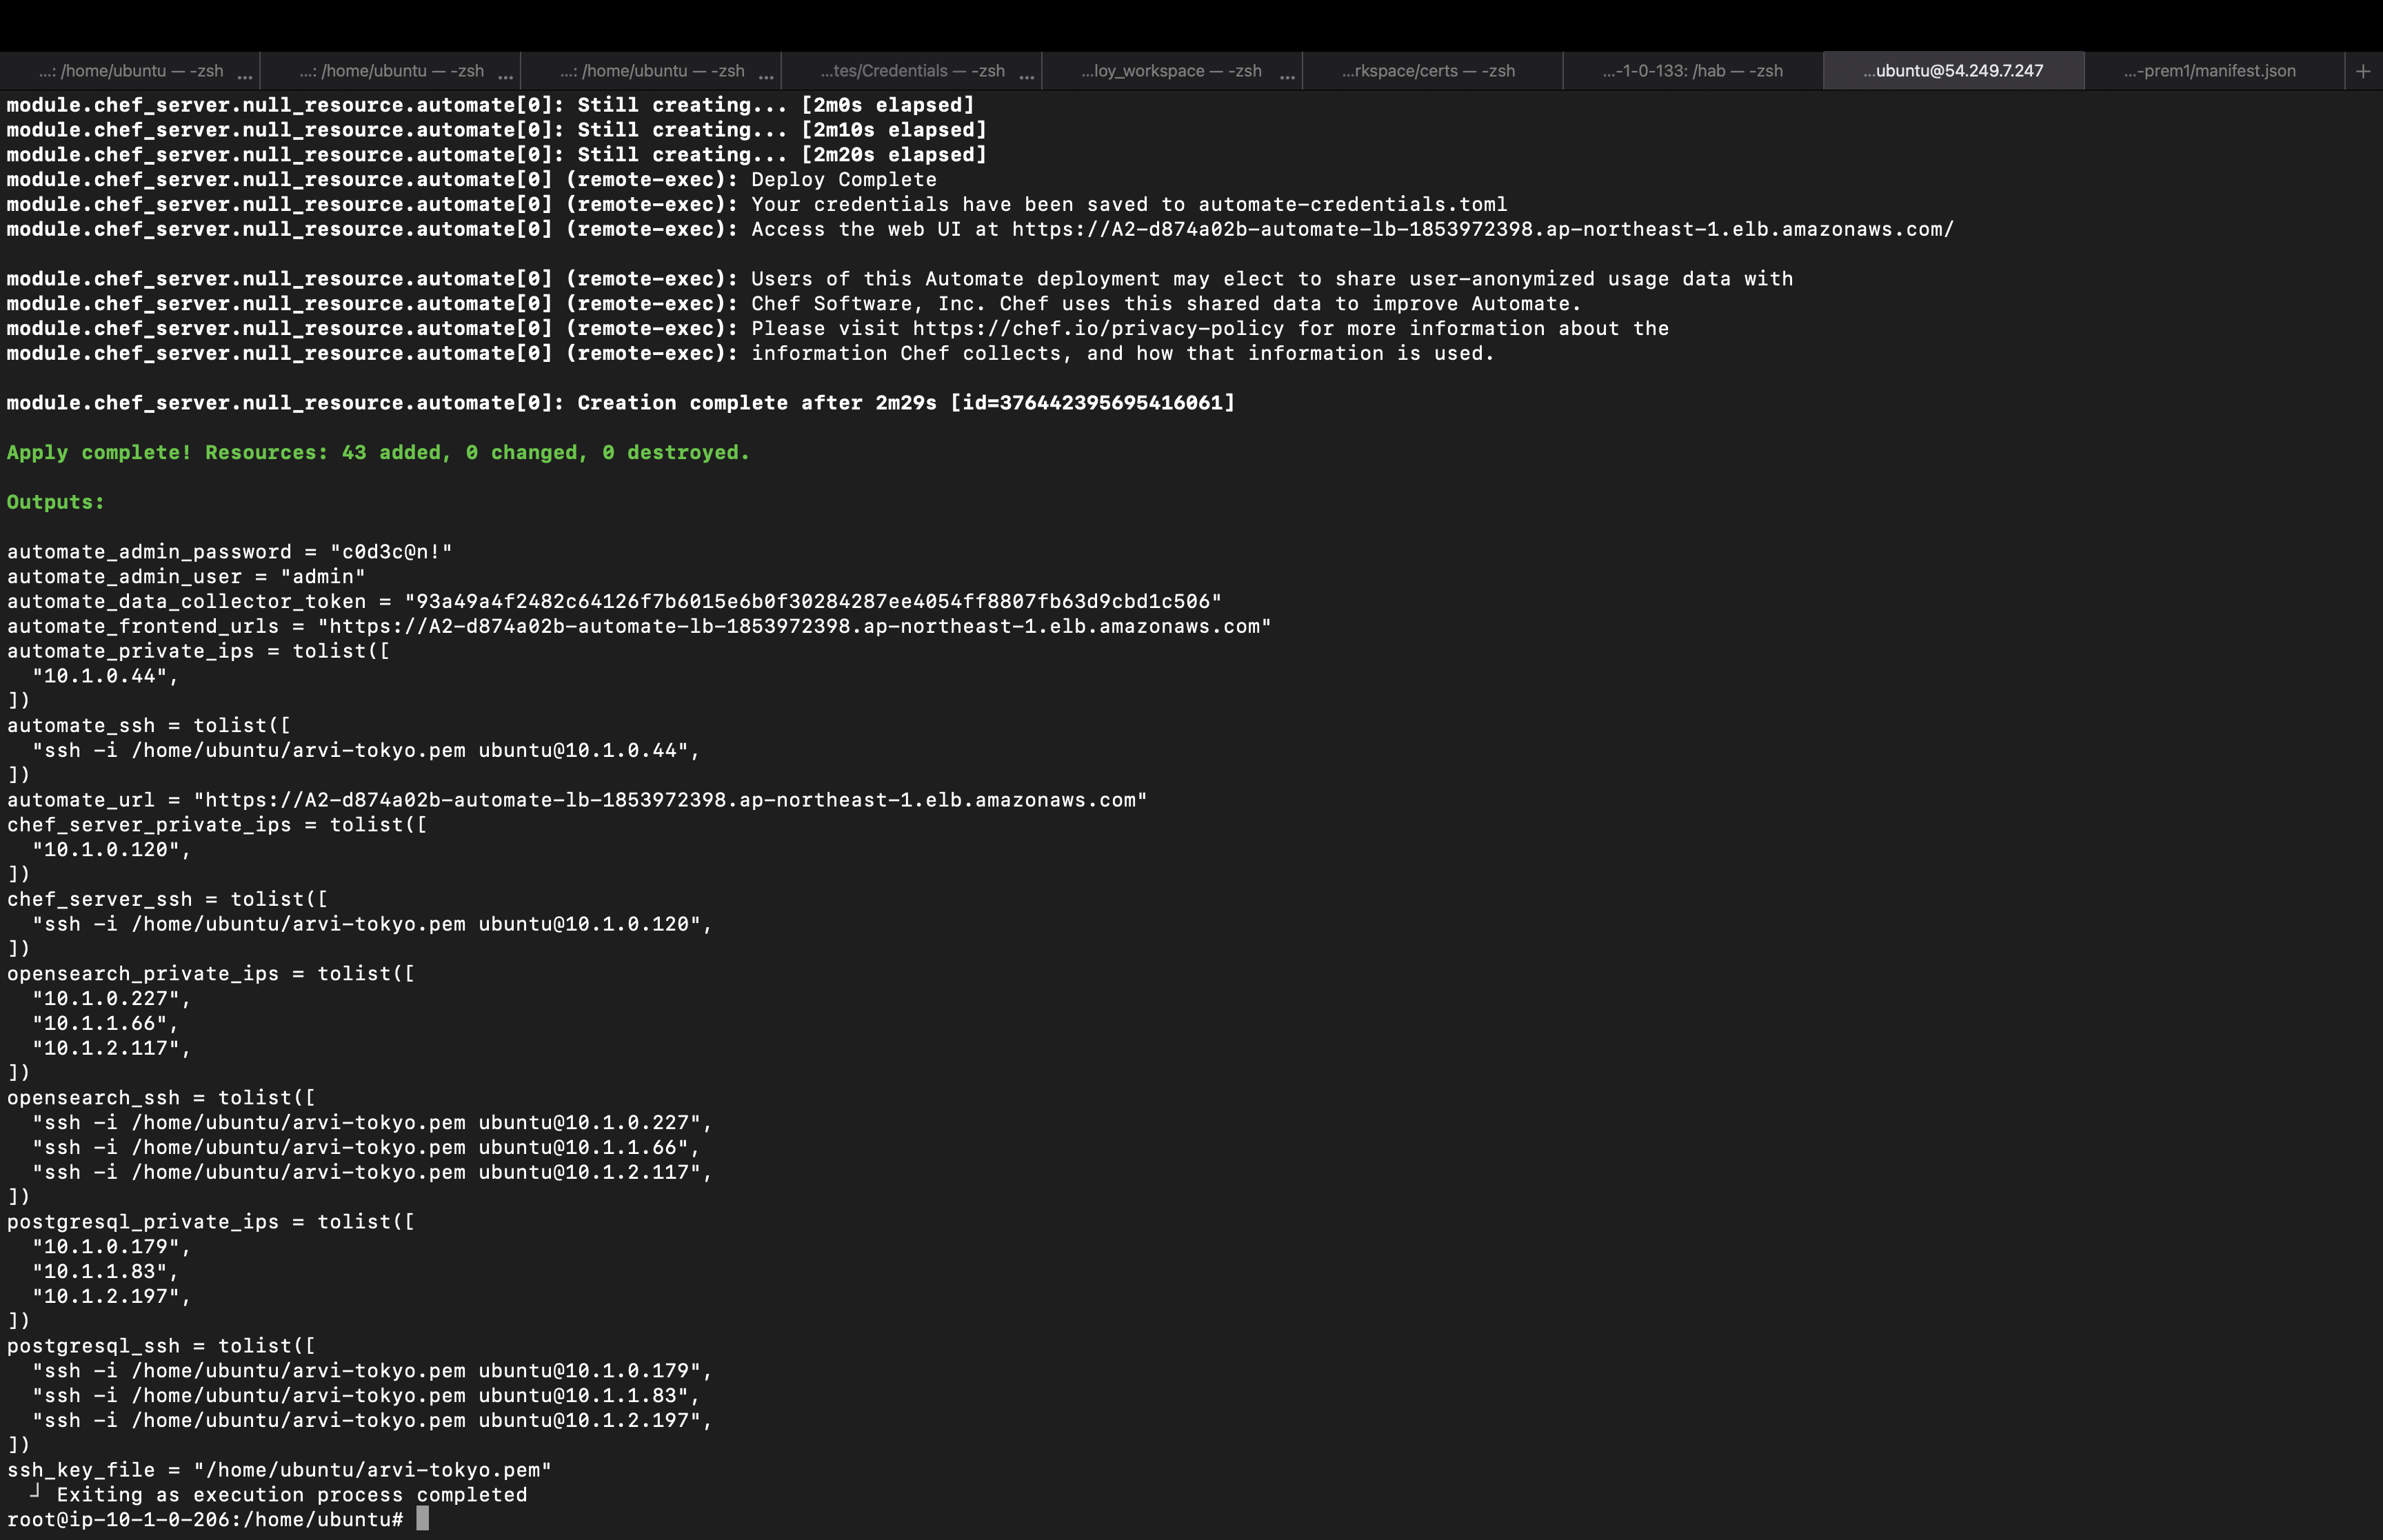 ...: /home/ubuntu — -zsh ...
...: /home/ubuntu — -zsh ...
...: /home/ubuntu — -zsh ...
...tes/Credentials — -zsh ...
...loy_workspace — -zsh ...
...rkspace/certs — -zsh
...-1-0-133: /hab — -zsh
...ubuntu@54.249.7.247
...-prem1/manifest.json
+
module.chef_server.null_resource.automate[0]: Still creating... [2m0s elapsed]
module.chef_server.null_resource.automate[0]: Still creating... [2m10s elapsed]
module.chef_server.null_resource.automate[0]: Still creating... [2m20s elapsed]
module.chef_server.null_resource.automate[0] (remote-exec): Deploy Complete
module.chef_server.null_resource.automate[0] (remote-exec): Your credentials have been saved to automate-credentials.toml
module.chef_server.null_resource.automate[0] (remote-exec): Access the web UI at https://A2-d874a02b-automate-lb-1853972398.ap-northeast-1.elb.amazonaws.com/
module.chef_server.null_resource.automate[0] (remote-exec): Users of this Automate deployment may elect to share user-anonymized usage data with
module.chef_server.null_resource.automate[0] (remote-exec): Chef Software, Inc. Chef uses this shared data to improve Automate.
module.chef_server.null_resource.automate[0] (remote-exec): Please visit https://chef.io/privacy-policy for more information about the
module.chef_server.null_resource.automate[0] (remote-exec): information Chef collects, and how that information is used.
module.chef_server.null_resource.automate[0]: Creation complete after 2m29s [id=376442395695416061]
Apply complete! Resources: 43 added, 0 changed, 0 destroyed.
Outputs:
automate_admin_password = "c0d3c@n!"
automate_admin_user = "admin"
automate_data_collector_token = "93a49a4f2482c64126f7b6015e6b0f30284287ee4054ff8807fb63d9cbd1c506"
automate_frontend_urls = "https://A2-d874a02b-automate-lb-1853972398.ap-northeast-1.elb.amazonaws.com"
automate_private_ips = tolist([
  "10.1.0.44",
])
automate_ssh = tolist([
  "ssh -i /home/ubuntu/arvi-tokyo.pem ubuntu@10.1.0.44",
])
automate_url = "https://A2-d874a02b-automate-lb-1853972398.ap-northeast-1.elb.amazonaws.com"
chef_server_private_ips = tolist([
  "10.1.0.120",
])
chef_server_ssh = tolist([
  "ssh -i /home/ubuntu/arvi-tokyo.pem ubuntu@10.1.0.120",
])
opensearch_private_ips = tolist([
  "10.1.0.227",
  "10.1.1.66",
  "10.1.2.117",
])
opensearch_ssh = tolist([
  "ssh -i /home/ubuntu/arvi-tokyo.pem ubuntu@10.1.0.227",
  "ssh -i /home/ubuntu/arvi-tokyo.pem ubuntu@10.1.1.66",
  "ssh -i /home/ubuntu/arvi-tokyo.pem ubuntu@10.1.2.117",
])
postgresql_private_ips = tolist([
  "10.1.0.179",
  "10.1.1.83",
  "10.1.2.197",
])
postgresql_ssh = tolist([
  "ssh -i /home/ubuntu/arvi-tokyo.pem ubuntu@10.1.0.179",
  "ssh -i /home/ubuntu/arvi-tokyo.pem ubuntu@10.1.1.83",
  "ssh -i /home/ubuntu/arvi-tokyo.pem ubuntu@10.1.2.197",
])
ssh_key_file = "/home/ubuntu/arvi-tokyo.pem"
  ┘ Exiting as execution process completed
root@ip-10-1-0-206:/home/ubuntu#